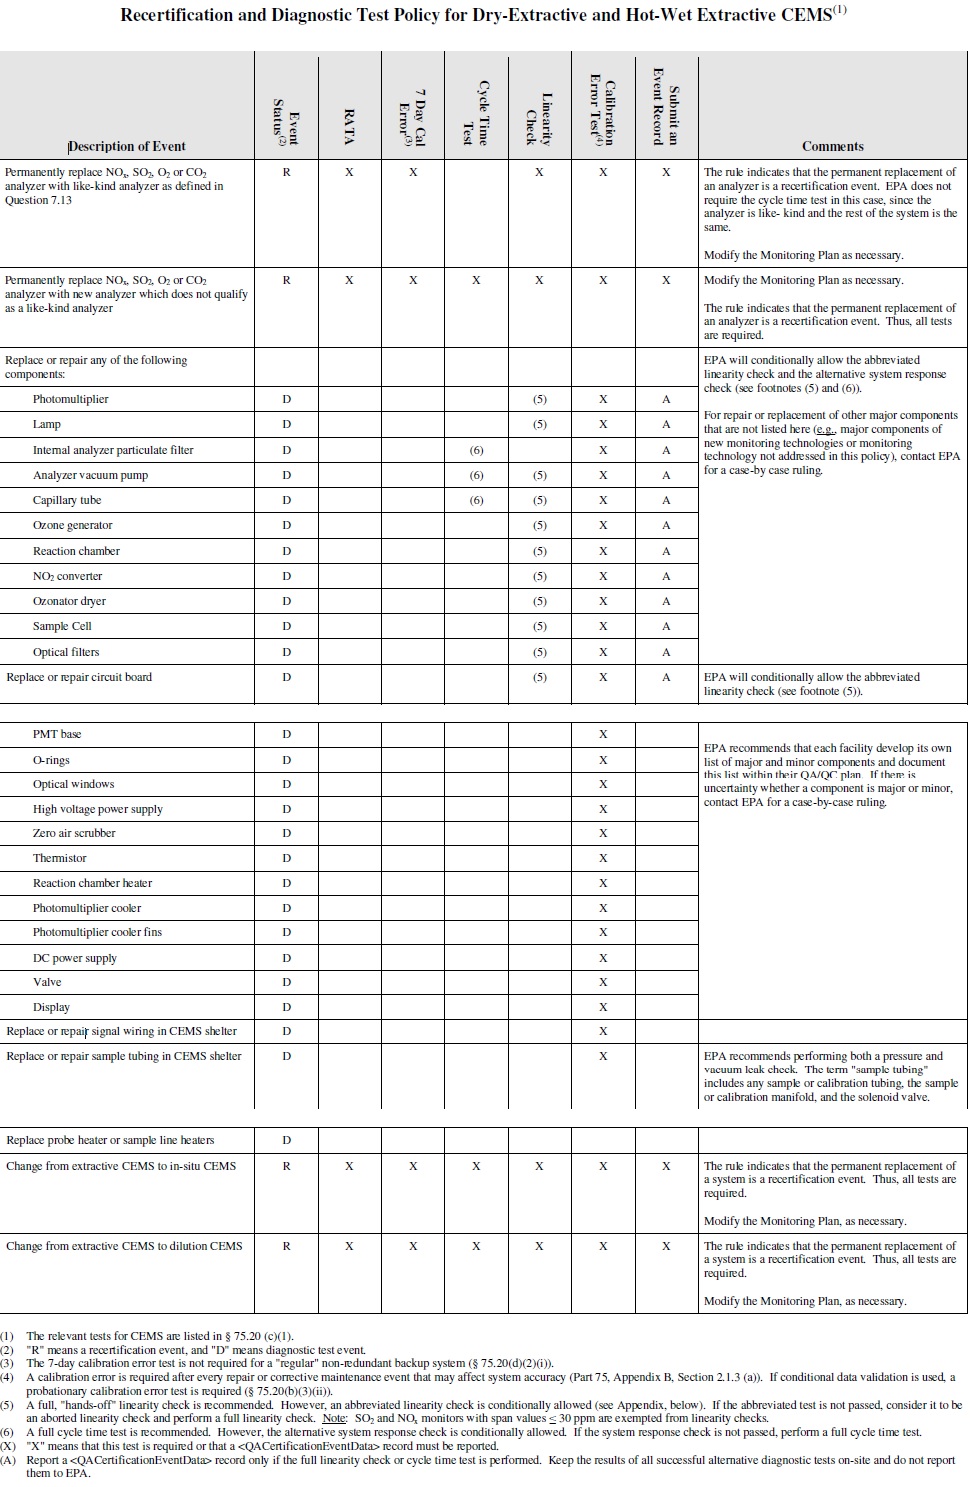 Recertification and Diagnostic Test Policy for Dry-Extractive and Hot-Wet Extractive CEMS(1)
Description of Event
Event Status(2)
RATA
7 Day Cal Error(3)
Cycle Time Test
Linearity Check
Calibration Error Test(4)
Submit an Event Record
Comments
Permanently replace NOx, SO2, O2 or CO2 analyzer with like-kind analyzer as defined in Question 7.13
R X X X X X
The rule indicates that the permanent replacement of
an analyzer is a recertification event. EPA does not
require the cycle time test in this case, since the
analyzer is like- kind and the rest of the system is the
same.
Modify the Monitoring Plan as necessary.
Permanently replace NOx, SO2, O2 or CO2
analyzer with new analyzer which does not qualify
as a like-kind analyzer
R X X X X X X
Modify the Monitoring Plan as necessary.
The rule indicates that the permanent replacement of
an analyzer is a recertification event. Thus, all tests
are required.
Replace or repair any of the following
components:
EPA will conditionally allow the abbreviated
linearity check and the alternative system response
check (see footnotes (5) and (6)).
For repair or replacement of other major components
that are not listed here (e.g., major components of
new monitoring technologies or monitoring
technology not addressed in this policy), contact EPA
for a case-by case ruling.
Photomultiplier D (5) X A
Lamp D (5) X A
Internal analyzer particulate filter D (6) X A
Analyzer vacuum pump D (6) (5) X A
Capillary tube D (6) (5) X A
Ozone generator D (5) X A
Reaction chamber D (5) X A
NO2 converter D (5) X A
Ozonator dryer D (5) X A
Sample Cell D (5) X A
Optical filters D (5) X A
Replace or repair circuit board D (5) X A
EPA will conditionally allow the abbreviated
linearity check (see footnote (5)).
PMT base D X
O-rings D X
Optical windows D X
High voltage power supply D X
Zero air scrubber D X
Thermistor D X
Reaction chamber heater D X
Photomultiplier cooler D X
Photomultiplier cooler fins D X
DC power supply D X
Valve D X
Display D X
EPA recommends that each facility develop its own
list of major and minor components and document
this list within their QA/QC plan. If there is
uncertainty whether a component is major or minor,
contact EPA for a case-by-case ruling.
Replace or repair signal wiring in CEMS shelter D X
Replace or repair sample tubing in CEMS shelter D X
EPA recommends performing both a pressure and
vacuum leak check. The term "sample tubing"
includes any sample or calibration tubing, the sample
or calibration manifold, and the solenoid valve.
Replace probe heater or sample line heaters D
Change from extractive CEMS to in-situ CEMS R X X X X X X
The rule indicates that the permanent replacement of
a system is a recertification event. Thus, all tests are
required.
Modify the Monitoring Plan, as necessary.
Change from extractive CEMS to dilution CEMS R X X X X X X
The rule indicates that the permanent replacement of
a system is a recertification event. Thus, all tests are
required.
Modify the Monitoring Plan, as necessary.
(1) The relevant tests for CEMS are listed in § 75.20 (c)(1).
(2) "R" means a recertification event, and "D" means diagnostic test event.
(3) The 7-day calibration error test is not required for a "regular" non-redundant backup system (§ 75.20(d)(2)(i)).
(4) A calibration error is required after every repair or corrective maintenance event that may affect system accuracy (Part 75, Appendix B, Section 2.1.3 (a)). If conditional data validation is used, a
probationary calibration error test is required (§ 75.20(b)(3)(ii)).
(5) A full, "hands-off" linearity check is recommended. However, an abbreviated linearity check is conditionally allowed (see Appendix, below). If the abbreviated test is not passed, consider it to be
an aborted linearity check and perform a full linearity check. Note: SO2 and NOx monitors with span values ≤ 30 ppm are exempted from linearity checks.
(6) A full cycle time test is recommended. However, the alternative system response check is conditionally allowed. If the system response check is not passed, perform a full cycle time test.
(X) "X" means that this test is required or that a <QACertificationEventData> record must be reported.
(A) Report a <QACertificationEventData> record only if the full linearity check or cycle time test is performed. Keep the results of all successful alternative diagnostic tests on-site and do not report
them to EPA.